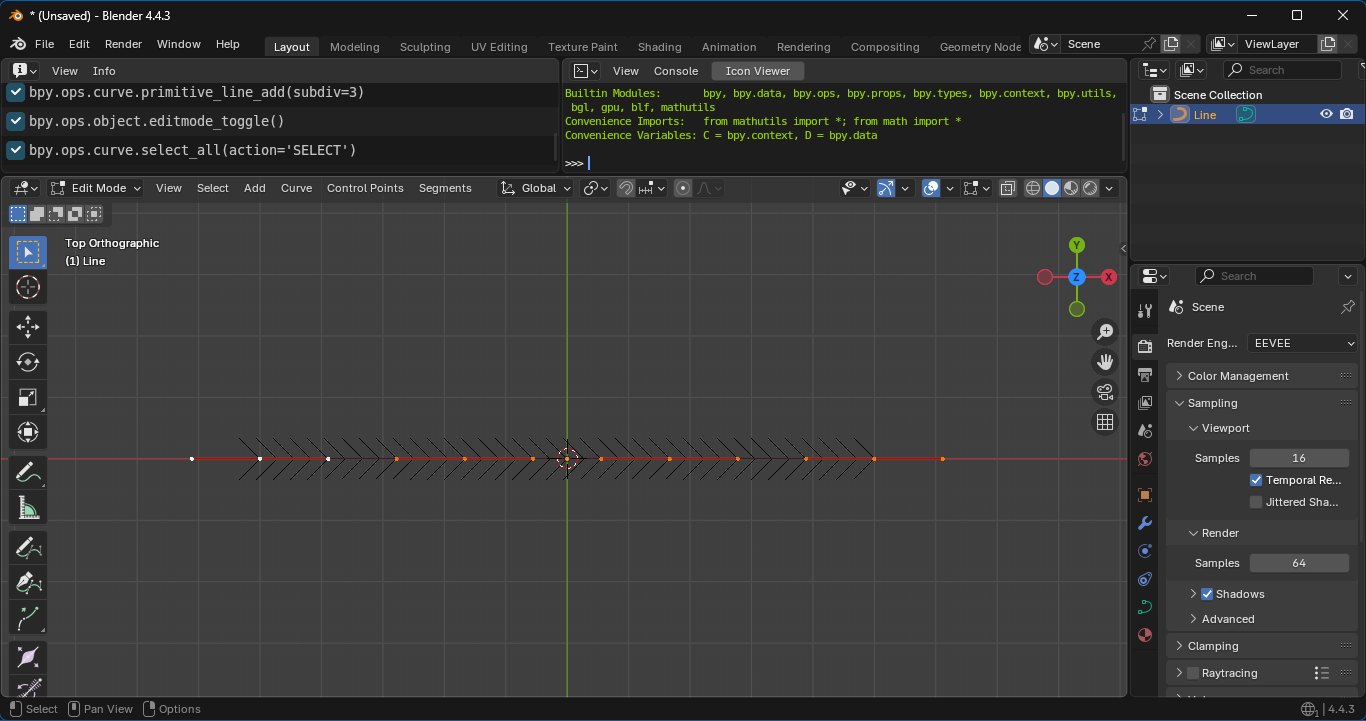 * (Unsaved) - Blender 4.4.3
File Edit Render Window Help Layout Modeling Sculpting UV Editing Texture Paint Shading Animation Rendering Compositing Geometry Node Scene ViewLayer
View Info
bpy.ops.curve.primitive_line_add(subdiv=3)
bpy.ops.object.editmode_toggle()
bpy.ops.curve.select_all(action='SELECT')
View Console Icon Viewer
Builtin Modules: bpy, bpy.data, bpy.ops, bpy.props, bpy.types, bpy.context, bpy.utils,
bgl, gpu, blf, mathutils
Convenience Imports: from mathutils import *; from math import *
Convenience Variables: C = bpy.context, D = bpy.data
>>>
Search
Scene Collection
Line
Edit Mode View Select Add Curve Control Points Segments Global
Top Orthographic
(1) Line
Y
Z X
Search
Scene
Render Eng... EEVEE
Color Management
Sampling
Viewport
Samples 16
Temporal Re...
Jittered Sha...
Render
Samples 64
Shadows
Advanced
Clamping
Raytracing
Select Pan View Options
1 4.4.3